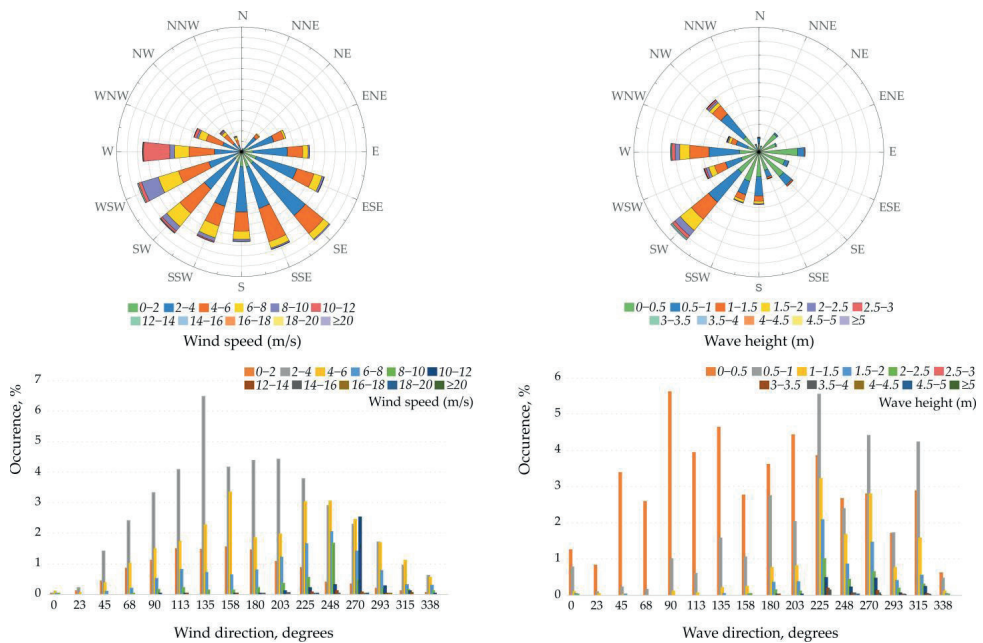 N
NNW
NNE
NW
NE
WNW
ENE
W
E
WSW
ESE
SW
SE
SSW
SSE
S
0–2 2–4 4–6 6–8 8–10 10–12
12–14 14–16 16–18 18–20 ≥20
Wind speed (m/s)
N
NNW
NNE
NW
NE
WNW
ENE
W
E
WSW
ESE
SW
SE
SSW
SSE
S
0–0.5 0.5–1 1–1.5 1.5–2 2–2.5 2.5–3
3–3.5 3.5–4 4–4.5 4.5–5 ≥5
Wave height (m)
0–2 2–4 4–6 6–8 8–10 10–12
12–14 14–16 16–18 18–20 ≥20
Wind speed (m/s)
Occurence, %
7
6
5
4
3
2
1
0
0 23 45 68 90 113 135 158 180 203 225 248 270 293 315 338
Wind direction, degrees
0–0.5 0.5–1 1–1.5 1.5–2 2–2.5 2.5–3
3–3.5 3.5–4 4–4.5 4.5–5 ≥5
Wave height (m)
Occurence, %
6
5
4
3
2
1
0
0 23 45 68 90 113 135 158 180 203 225 248 270 293 315 338
Wave direction, degrees